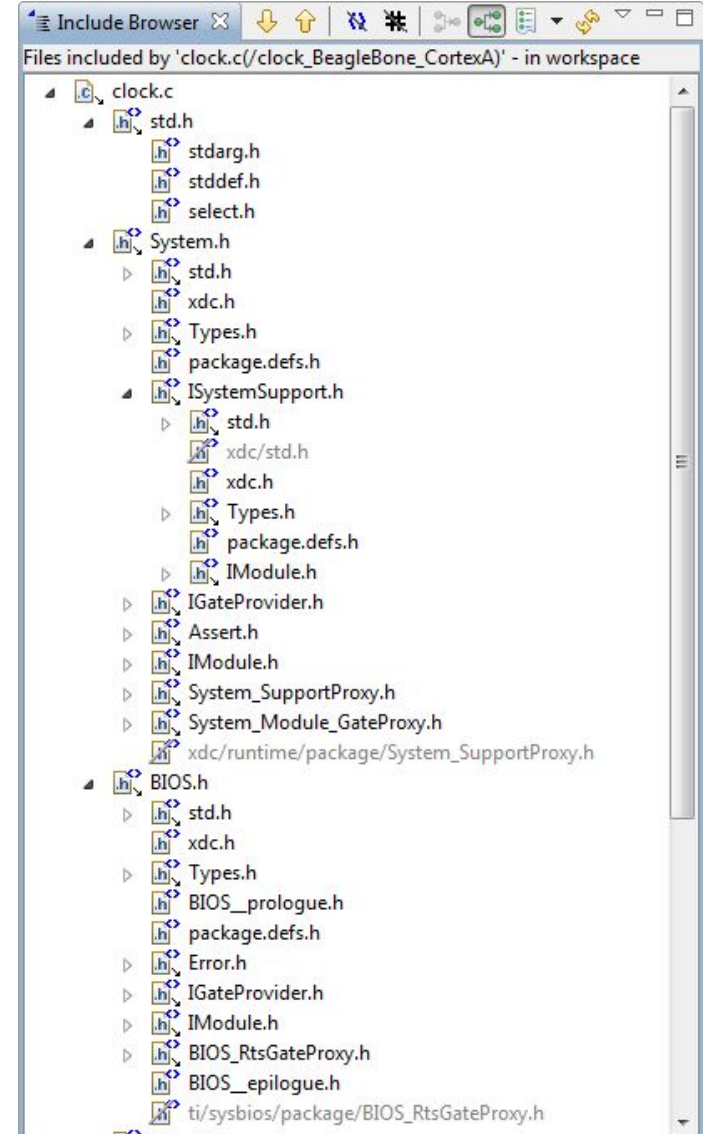 Include Browser
Files included by 'clock.c(/clock_BeagleBone_CortexA)' - in workspace
clock.c
std.h
stdarg.h
stddef.h
select.h
System.h
std.h
xdc.h
Types.h
package.defs.h
ISystemSupport.h
std.h
xdc/std.h
xdc.h
Types.h
package.defs.h
IModule.h
IGateProvider.h
Assert.h
IModule.h
System_SupportProxy.h
System_Module_GateProxy.h
xdc/runtime/package/System_SupportProxy.h
BIOS.h
std.h
xdc.h
Types.h
BIOS__prologue.h
package.defs.h
Error.h
IGateProvider.h
IModule.h
BIOS_RtsGateProxy.h
BIOS__epilogue.h
ti/sysbios/package/BIOS_RtsGateProxy.h